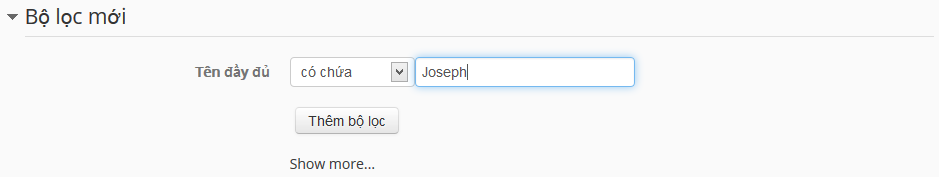 Bộ lọc mới
Tên đầy đủ có chứa Joseph
Thêm bộ lọc
Show more...